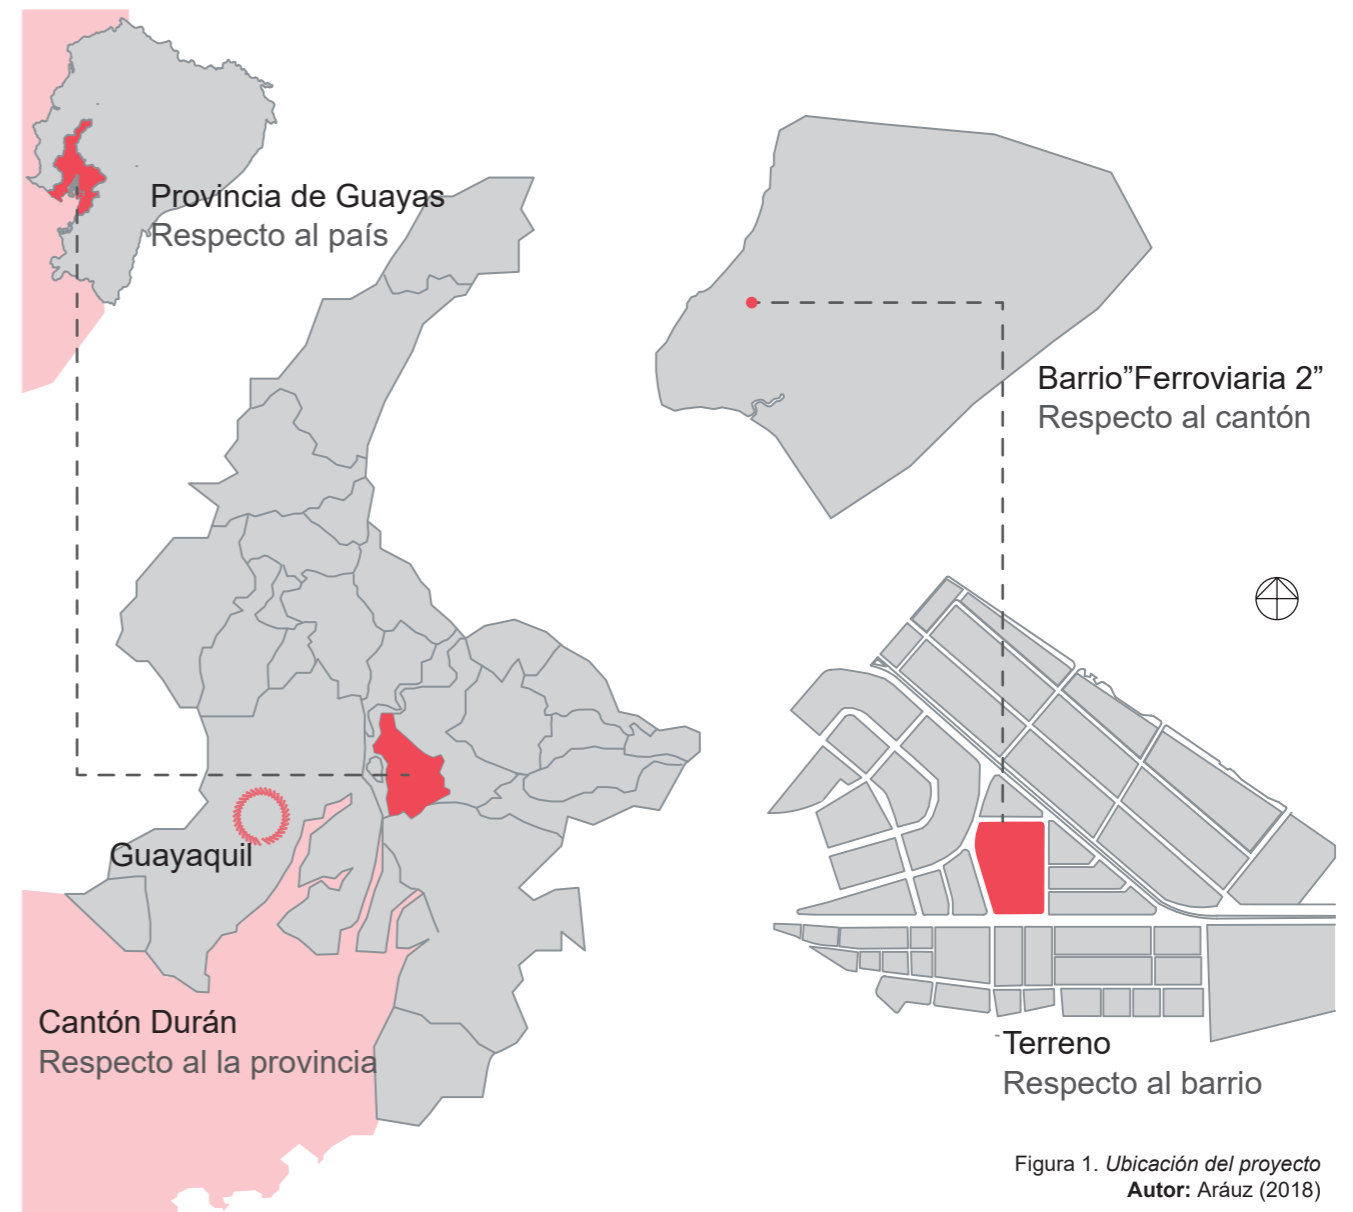 Provincia de Guayas
Respecto al país
Barrio”Ferroviaria 2”
Respecto al cantón
Guayaquil
Cantón Durán
Respecto al la provincia
Terreno
Respecto al barrio
Figura 1. Ubicación del proyecto
Autor: Aráuz (2018)